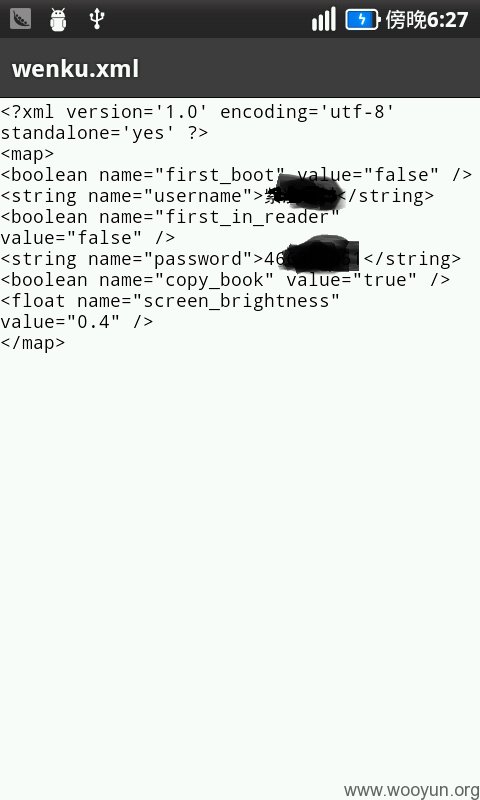 傍晚6:27
wenku.xml
<?xml version='1.0' encoding='utf-8'
standalone='yes' ?>
<map>
<boolean name="first_boot" value="false" />
<string name="username"></string>
<boolean name="first_in_reader"
value="false" />
<string name="password">46</string>
<boolean name="copy_book" value="true" />
<float name="screen_brightness"
value="0.4" />
</map>
www.wooyun.org